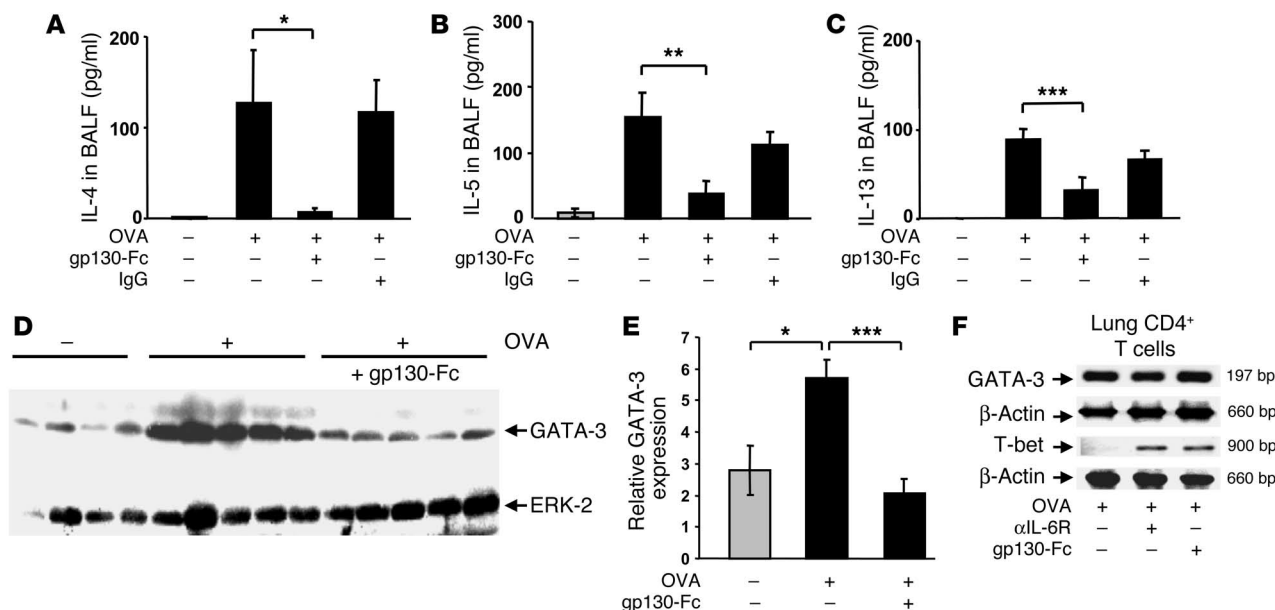 A
IL-4 in BALF (pg/ml)
200
100
0
*
OVA – + + +
gp130-Fc – – + –
IgG – – – +
B
IL-5 in BALF (pg/ml)
300
200
100
0
**
OVA – + + +
gp130-Fc – – + –
IgG – – – +
C
IL-13 in BALF (pg/ml)
200
100
0
***
OVA – + + +
gp130-Fc – – + –
IgG – – – +
D
– + + OVA
+ gp130-Fc
GATA-3
ERK-2
E
Relative GATA-3
expression
7
6
5
4
3
2
1
0
* ***
OVA – + +
gp130-Fc – – +
F
Lung CD4+
T cells
GATA-3 197 bp
β-Actin 660 bp
T-bet 900 bp
β-Actin 660 bp
OVA + + +
αIL-6R – + –
gp130-Fc – – +